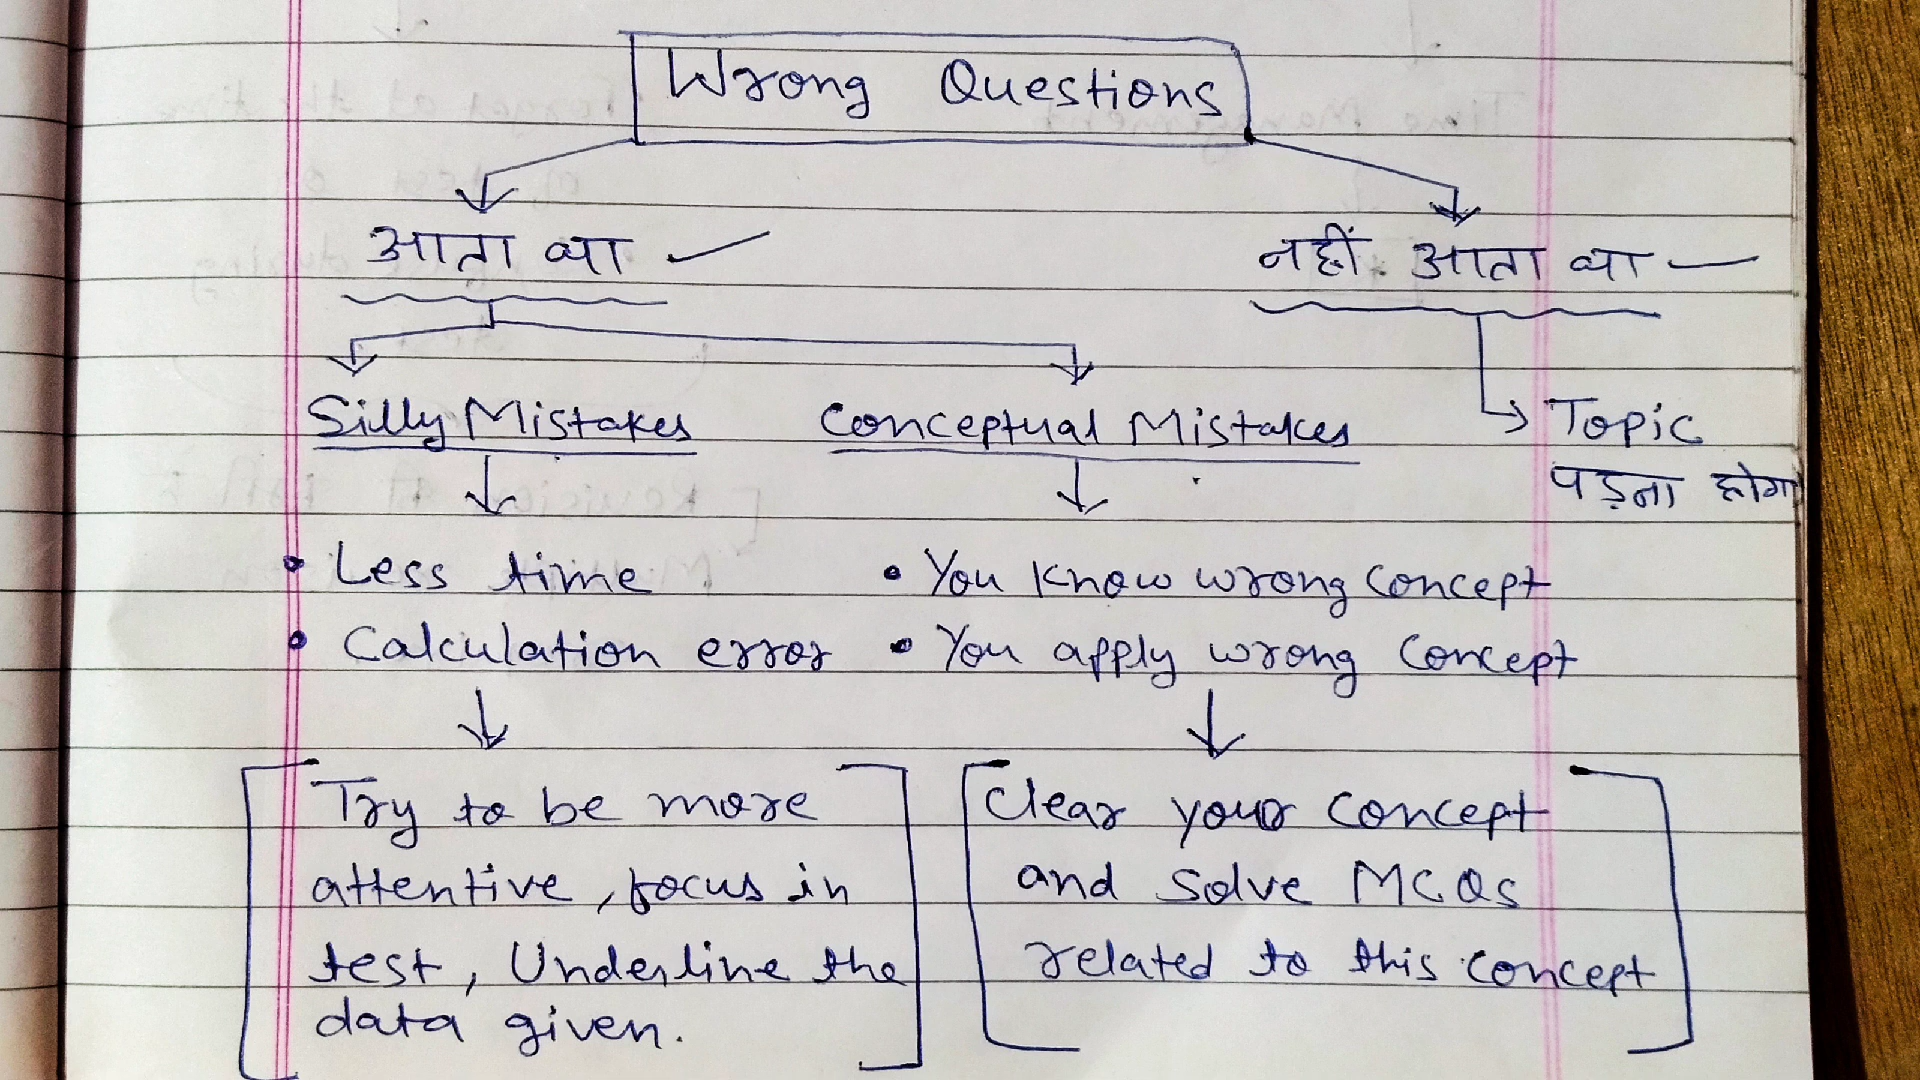 Wrong Questions
आता था
नहीं आता था
Silly Mistakes
Conceptual Mistakes
Topic
पड़ना होगा
• Less time
• Calculation error
• You know wrong concept
• You apply wrong concept
Try to be more
attentive, focus in
test, Underline the
data given.
Clear your concept
and solve MCQs
related to this concept